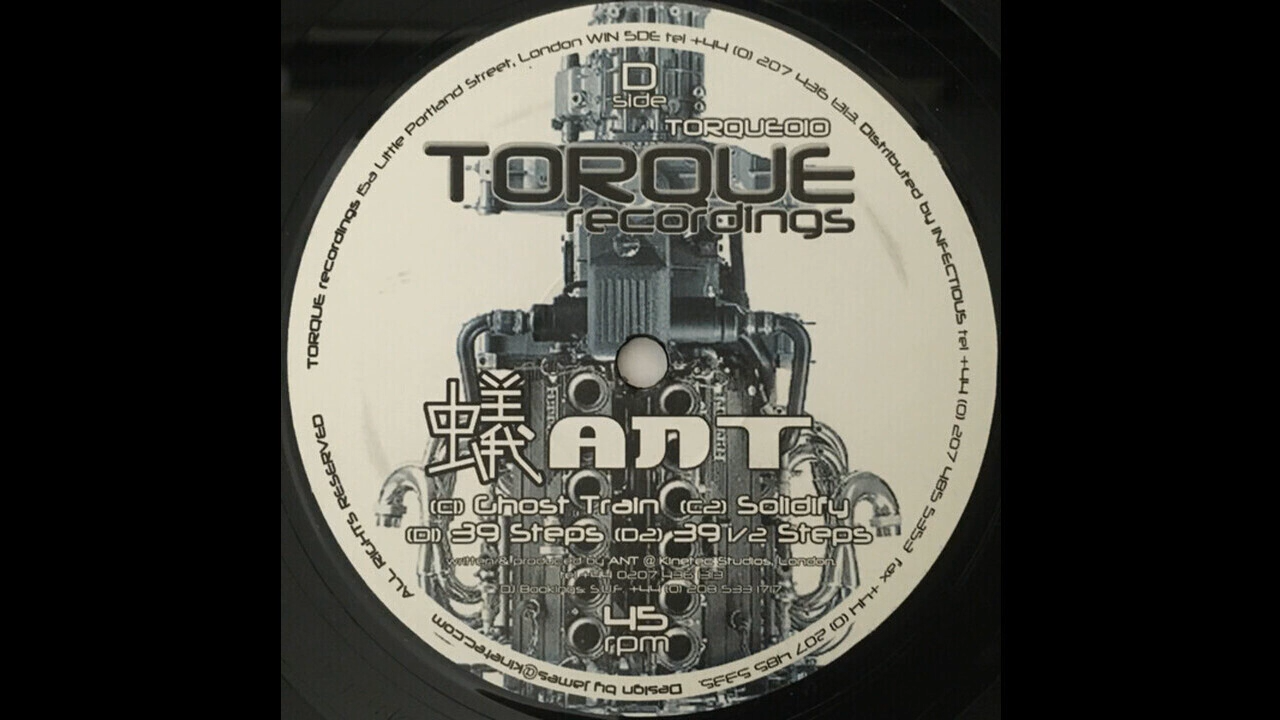 D
side
TORQUE010
TORQUE
recordings
蟻 ANT
(C1) Ghost Train (C2) Solidify
(D1) 39 Steps (D2) 39 1/2 Steps
written & produced by ANT @ Kinetec Studios, London.
tel +44 0207 436 1313
DJ Bookings: S.U.F. +44 (0) 208 533 1717
45
rpm
TORQUE recordings 15a Little Portland Street, London W1N 5DE tel +44 (0) 207 436 1313. Distributed by INFECTIOUS tel +44 (0) 207 485 5353 fax +44 (0) 207 485 5335.
Design by james@kinetec.com
ALL RIGHTS RESERVED